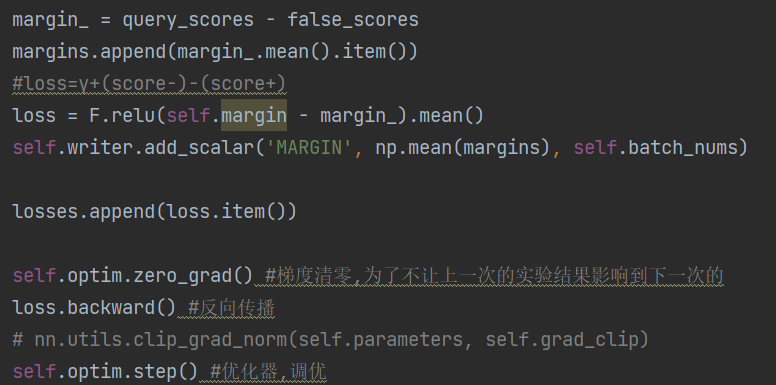 margin_ = query_scores - false_scores
margins.append(margin_.mean().item())
#loss=γ+(score-)-(score+)
loss = F.relu(self.margin - margin_).mean()
self.writer.add_scalar('MARGIN', np.mean(margins), self.batch_nums)
losses.append(loss.item())
self.optim.zero_grad() #梯度清零,为了不让上一次的实验结果影响到下一次的
loss.backward() #反向传播
# nn.utils.clip_grad_norm(self.parameters, self.grad_clip)
self.optim.step() #优化器,调优